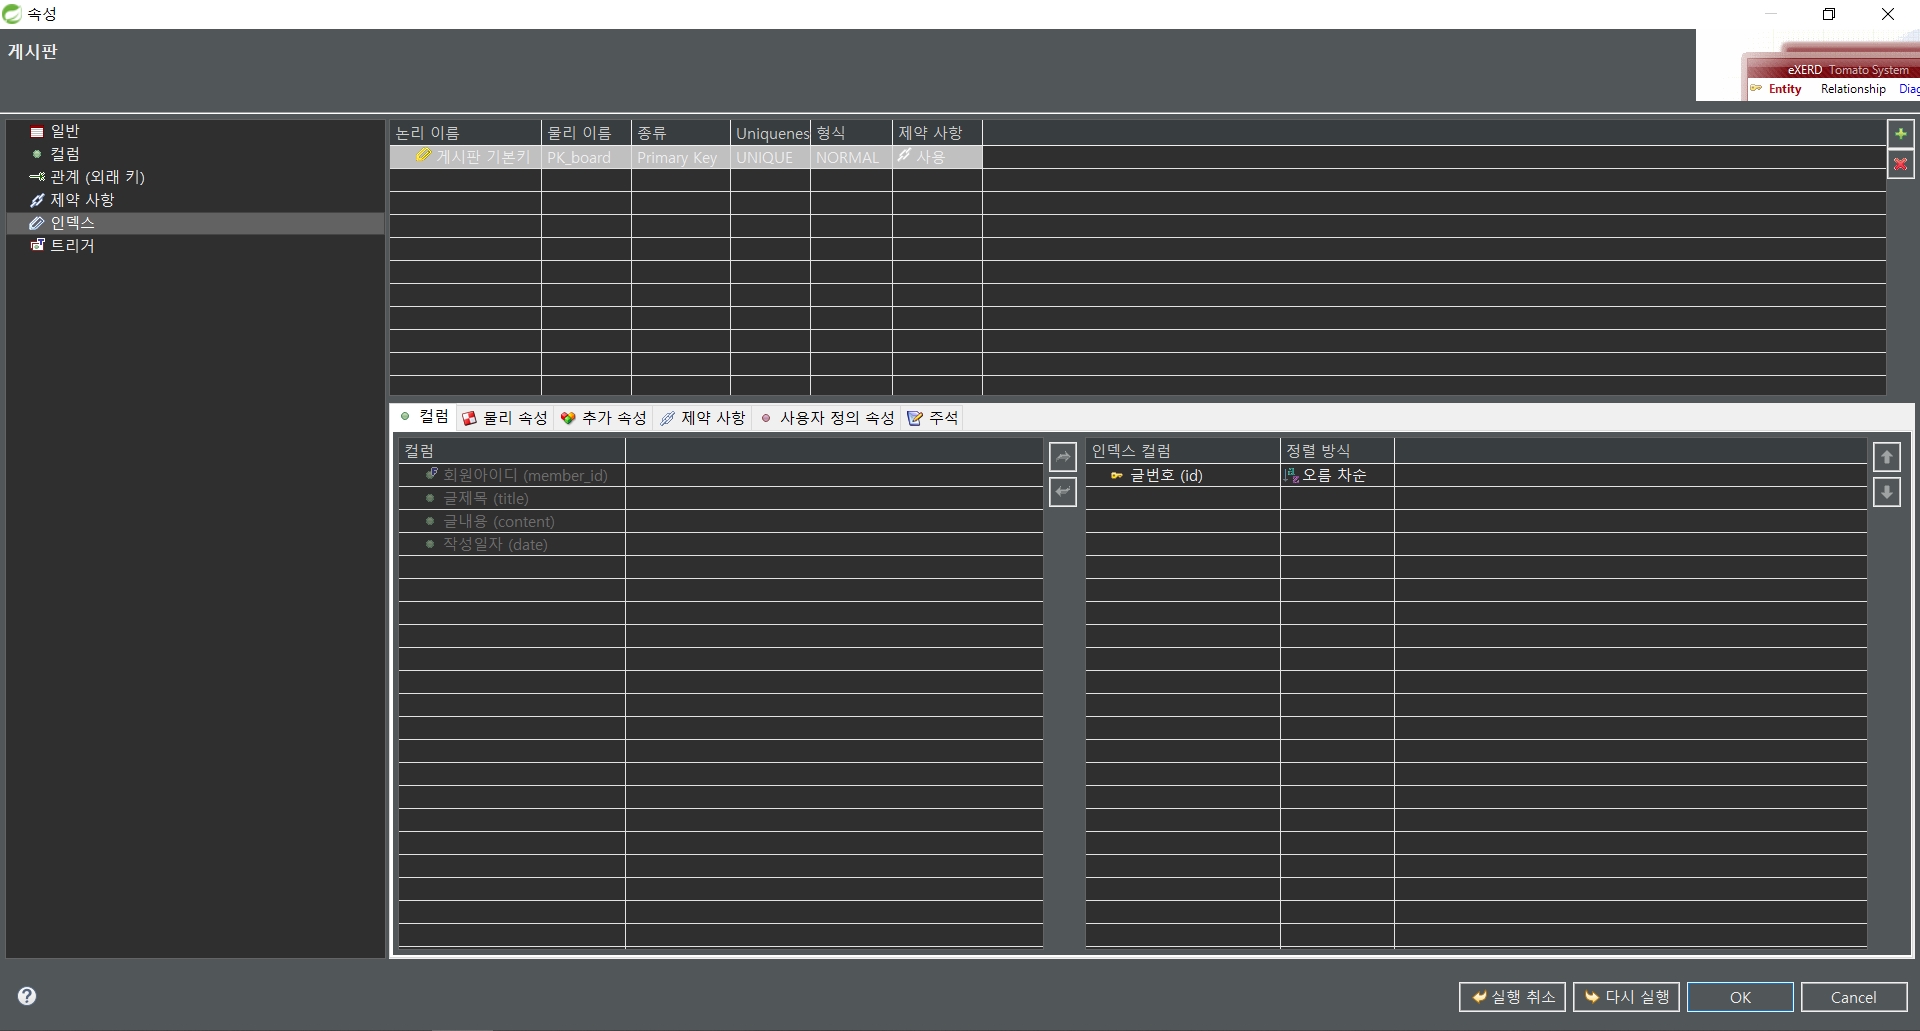 속성
게시판
eXERD Tomato System
Entity Relationship Diag
일반
컬럼
관계 (외래 키)
제약 사항
인덱스
트리거
논리 이름 물리 이름 종류 Uniquenes 형식 제약 사항
게시판 기본키 PK_board Primary Key UNIQUE NORMAL 사용
컬럼 물리 속성 추가 속성 제약 사항 사용자 정의 속성 주석
컬럼
회원아이디 (member_id)
글제목 (title)
글내용 (content)
작성일자 (date)
인덱스 컬럼 정렬 방식
글번호 (id) 오름 차순
실행 취소 다시 실행 OK Cancel